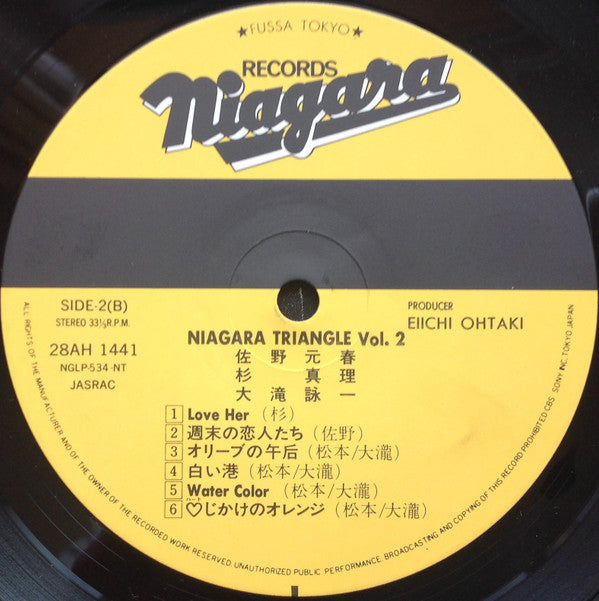 ★FUSSA TOKYO★
RECORDS
Niagara
SIDE-2(B)
STEREO 33⅓R.P.M.
28AH 1441
NGLP-534-NT
JASRAC
PRODUCER
EIICHI OHTAKI
NIAGARA TRIANGLE Vol. 2
佐野元春
杉真理
大滝詠一
1 Love Her (杉)
2 週末の恋人たち (佐野)
3 オリーブの午后 (松本/大瀧)
4 白い港 (松本/大瀧)
5 Water Color (松本/大瀧)
ハート
6 ♡じかけのオレンジ (松本/大瀧)
ALL RIGHTS OF THE MANUFACTURER AND OF THE OWNER OF THE RECORDED WORK RESERVED. UNAUTHORIZED PUBLIC PERFORMANCE, BROADCASTING AND COPYING OF THIS RECORD PROHIBITED CBS SONY INC. TOKYO JAPAN